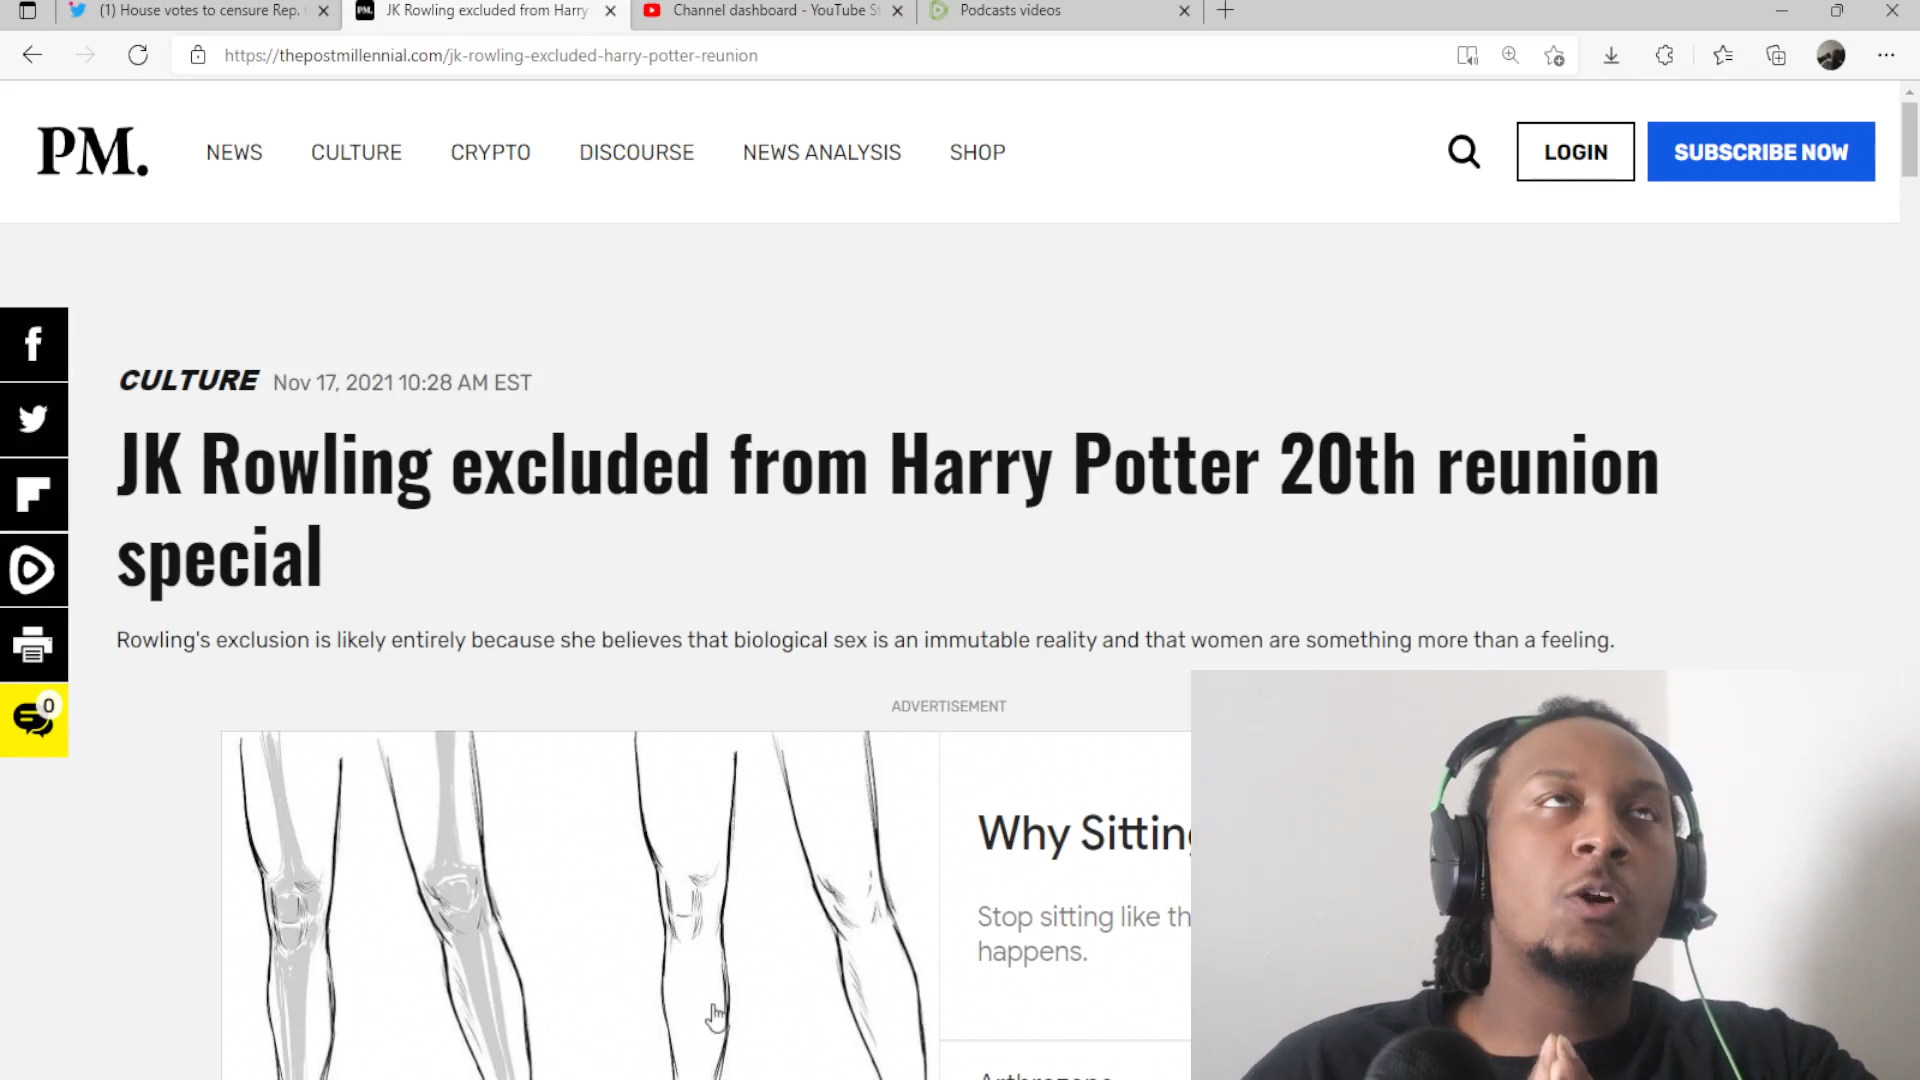 (1) House votes to censure Rep.
JK Rowling excluded from Harry
Channel dashboard - YouTube St
Podcasts videos
https://thepostmillennial.com/jk-rowling-excluded-harry-potter-reunion
PM.
NEWS
CULTURE
CRYPTO
DISCOURSE
NEWS ANALYSIS
SHOP
LOGIN
SUBSCRIBE NOW
CULTURE Nov 17, 2021 10:28 AM EST
JK Rowling excluded from Harry Potter 20th reunion
special
Rowling's exclusion is likely entirely because she believes that biological sex is an immutable reality and that women are something more than a feeling.
0
ADVERTISEMENT
Why Sitting
Stop sitting like th
happens.